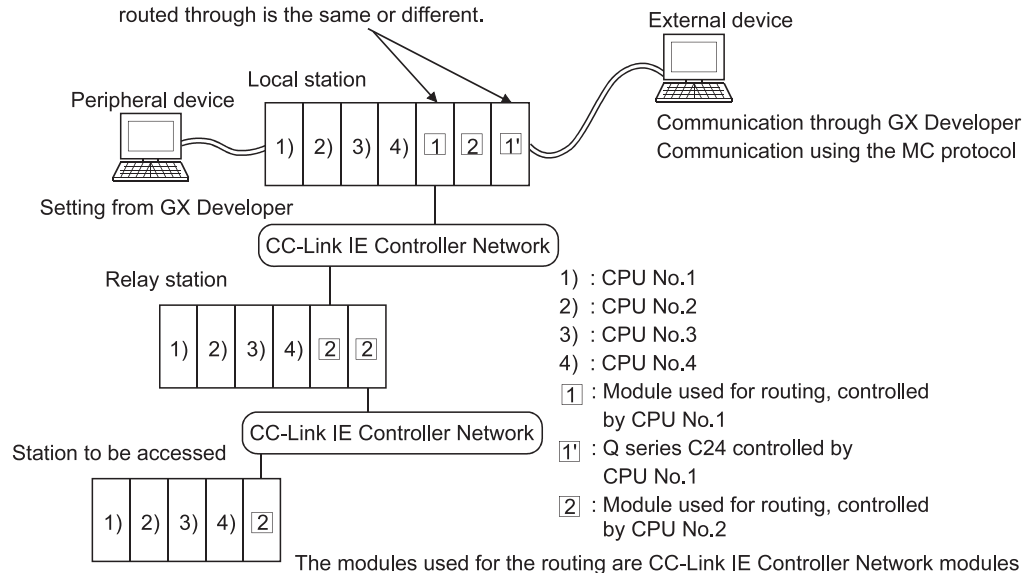 routed through is the same or different.
External device
Local station
Peripheral device
1) 2) 3) 4) 1 2 1'
Communication through GX Developer
Communication using the MC protocol
Setting from GX Developer
CC-Link IE Controller Network
Relay station
1) 2) 3) 4) 2 2
1) : CPU No.1
2) : CPU No.2
3) : CPU No.3
4) : CPU No.4
1 : Module used for routing, controlled
by CPU No.1
1' : Q series C24 controlled by
CPU No.1
2 : Module used for routing, controlled
by CPU No.2
CC-Link IE Controller Network
Station to be accessed
1) 2) 3) 4) 2
The modules used for the routing are CC-Link IE Controller Network modules